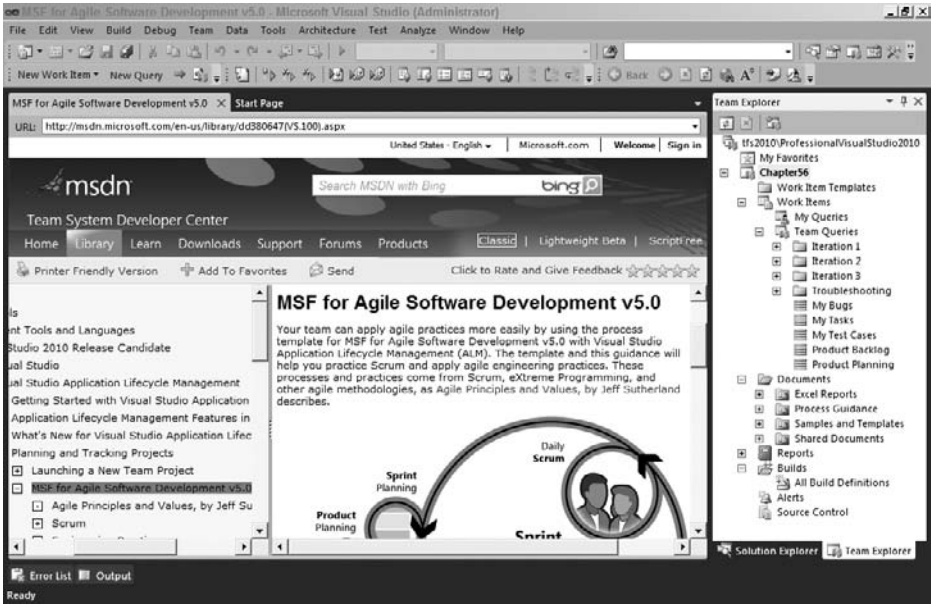 MSF for Agile Software Development v5.0 - Microsoft Visual Studio (Administrator)
File Edit View Build Debug Team Data Tools Architecture Test Analyze Window Help
New Work Item New Query Back
MSF for Agile Software Development v5.0 Start Page
URL: http://msdn.microsoft.com/en-us/library/dd380647(VS.100).aspx
United States - English Microsoft.com Welcome Sign in
msdn
Search MSDN with Bing bing
Team System Developer Center
Home Library Learn Downloads Support Forums Products Classic | Lightweight Beta | ScriptFree
Printer Friendly Version Add To Favorites Send Click to Rate and Give Feedback
ls
nt Tools and Languages
Studio 2010 Release Candidate
ual Studio
ual Studio Application Lifecycle Management
Getting Started with Visual Studio Application
Application Lifecycle Management Features in
What's New for Visual Studio Application Lifec
Planning and Tracking Projects
Launching a New Team Project
MSF for Agile Software Development v5.0
Agile Principles and Values, by Jeff Su
Scrum
MSF for Agile Software Development v5.0
Your team can apply agile practices more easily by using the process
template for MSF for Agile Software Development v5.0 with Visual Studio
Application Lifecycle Management (ALM). The template and this guidance will
help you practice Scrum and apply agile engineering practices. These
processes and practices come from Scrum, eXtreme Programming, and
other agile methodologies, as Agile Principles and Values, by Jeff Sutherland
describes.
Daily
Scrum
Sprint
Planning
Product
Planning
Sprint
Team Explorer
tfs2010\ProfessionalVisualStudio2010
My Favorites
Chapter56
Work Item Templates
Work Items
My Queries
Team Queries
Iteration 1
Iteration 2
Iteration 3
Troubleshooting
My Bugs
My Tasks
My Test Cases
Product Backlog
Product Planning
Documents
Excel Reports
Process Guidance
Samples and Templates
Shared Documents
Reports
Builds
All Build Definitions
Alerts
Source Control
Solution Explorer Team Explorer
Error List Output
Ready